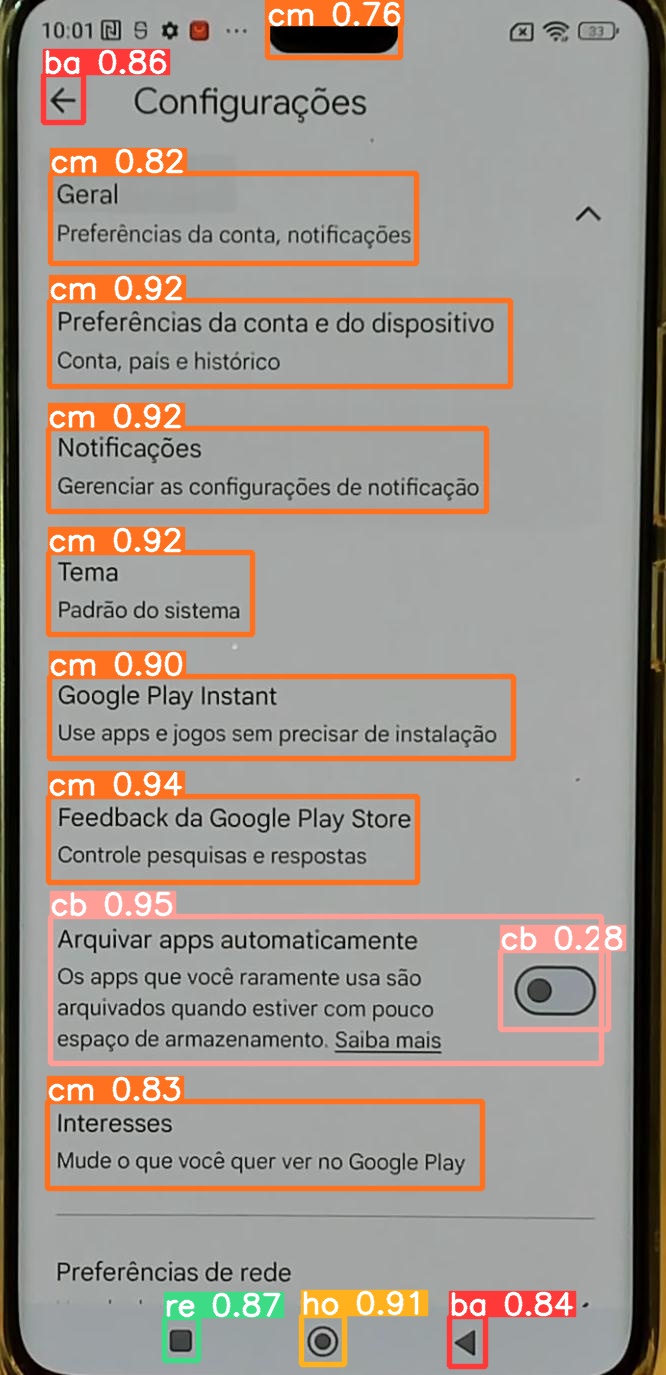 cm 0.76
10:01
33
ba 0.86
Configurações
cm 0.82
Geral
Preferências da conta, notificações
cm 0.92
Preferências da conta e do dispositivo
Conta, país e histórico
cm 0.92
Notificações
Gerenciar as configurações de notificação
cm 0.92
Tema
Padrão do sistema
cm 0.90
Google Play Instant
Use apps e jogos sem precisar de instalação
cm 0.94
Feedback da Google Play Store
Controle pesquisas e respostas
cb 0.95
cb 0.28
Arquivar apps automaticamente
Os apps que você raramente usa são
arquivados quando estiver com pouco
espaço de armazenamento. Saiba mais
cm 0.83
Interesses
Mude o que você quer ver no Google Play
Preferências de rede
re 0.87 ho 0.91 ba 0.84